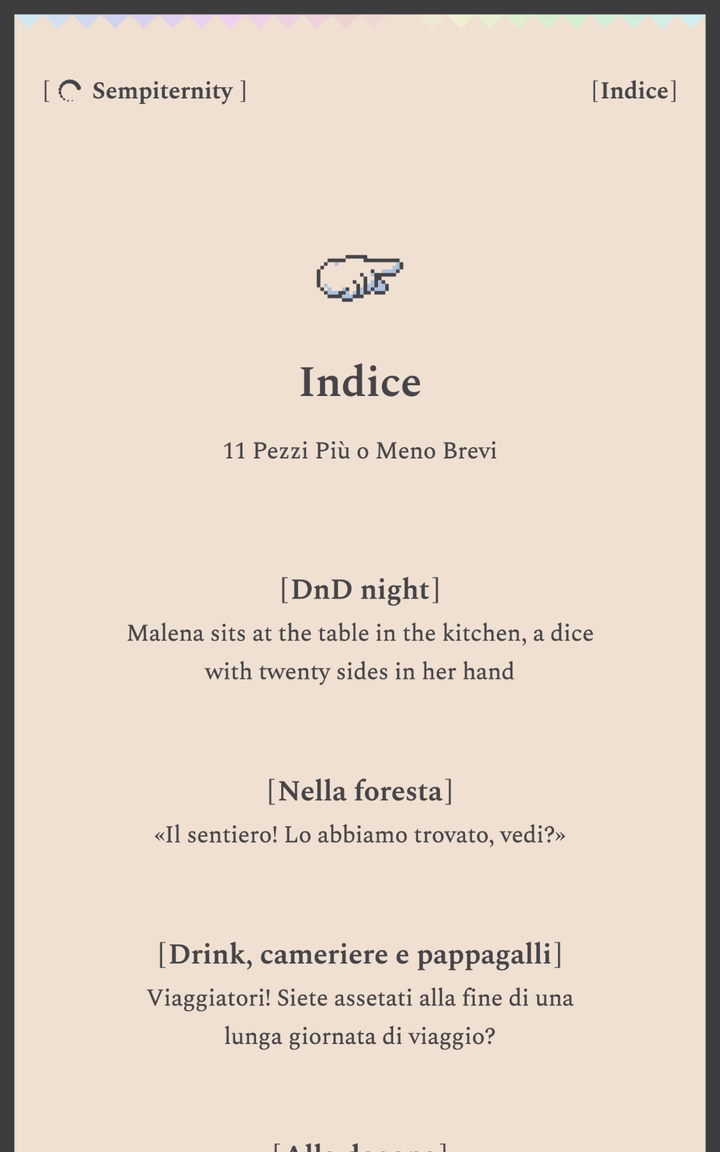 [ Sempiternity ]
[Indice]
Indice
11 Pezzi Più o Meno Brevi
[DnD night]
Malena sits at the table in the kitchen, a dice
with twenty sides in her hand
[Nella foresta]
«Il sentiero! Lo abbiamo trovato, vedi?»
[Drink, cameriere e pappagalli]
Viaggiatori! Siete assetati alla fine di una
lunga giornata di viaggio?